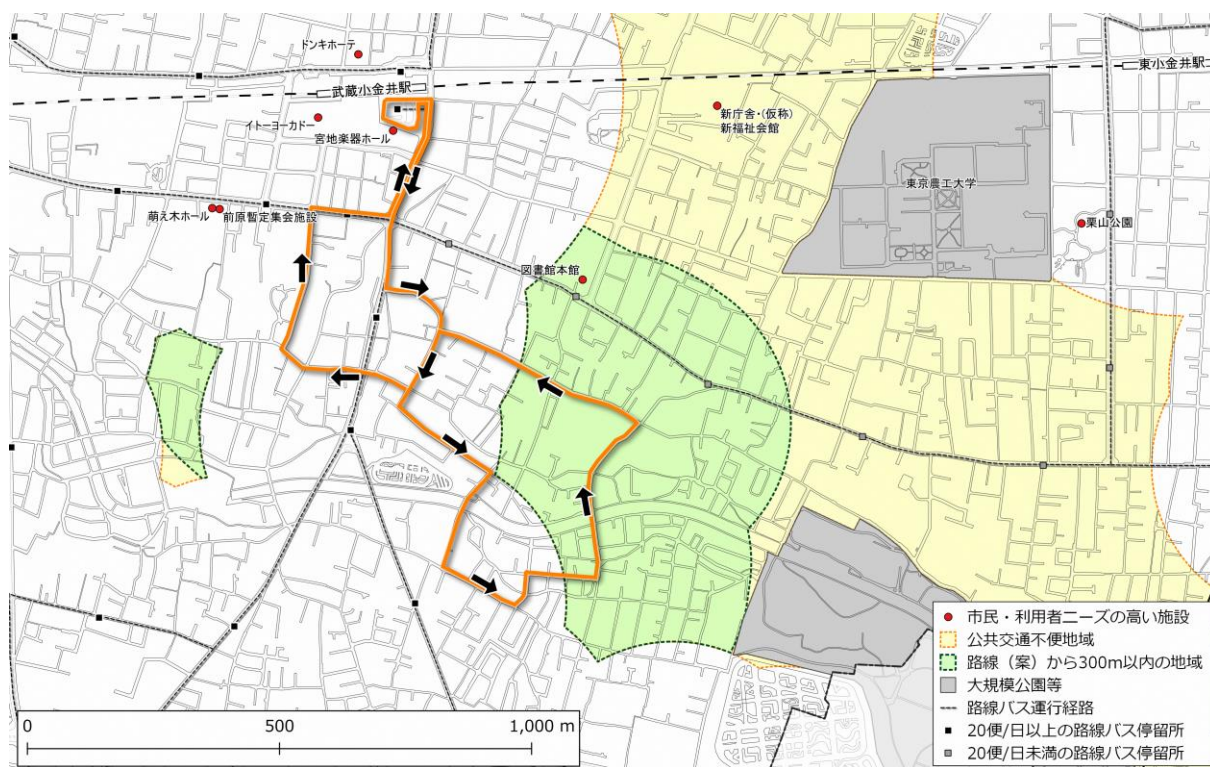 ドンキホーテ
東小金井駅
武蔵小金井駅
新庁舎・(仮称)
新福祉会館
イトーヨーカドー
宮地楽器ホール
東京農工大学
萌え木ホール
前原暫定集会施設
栗山公園
図書館本館
市民・利用者ニーズの高い施設
公共交通不便地域
路線（案）から300m以内の地域
大規模公園等
路線バス運行経路
20便/日以上の路線バス停留所
20便/日未満の路線バス停留所
0 500 1,000 m